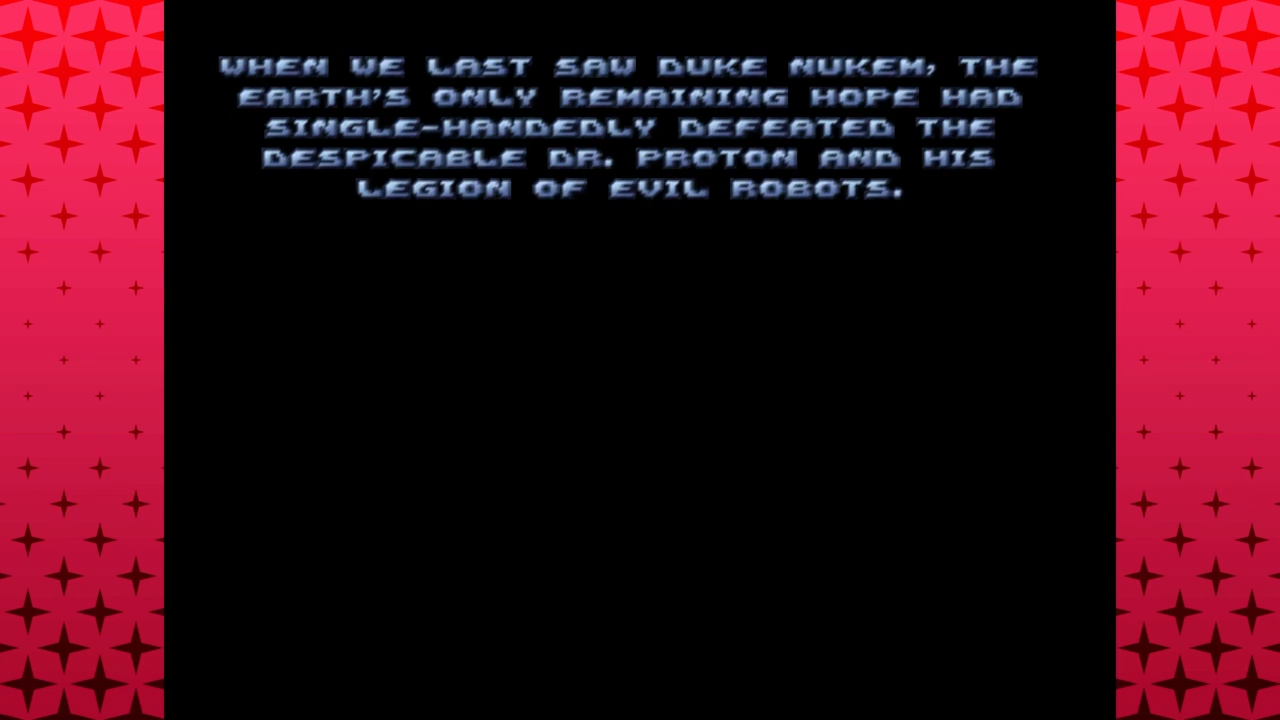 WHEN WE LAST SAW DUKE NUKEM, THE
EARTH'S ONLY REMAINING HOPE HAD
SINGLE-HANDEDLY DEFEATED THE
DESPICABLE DR. PROTON AND HIS
LEGION OF EVIL ROBOTS.